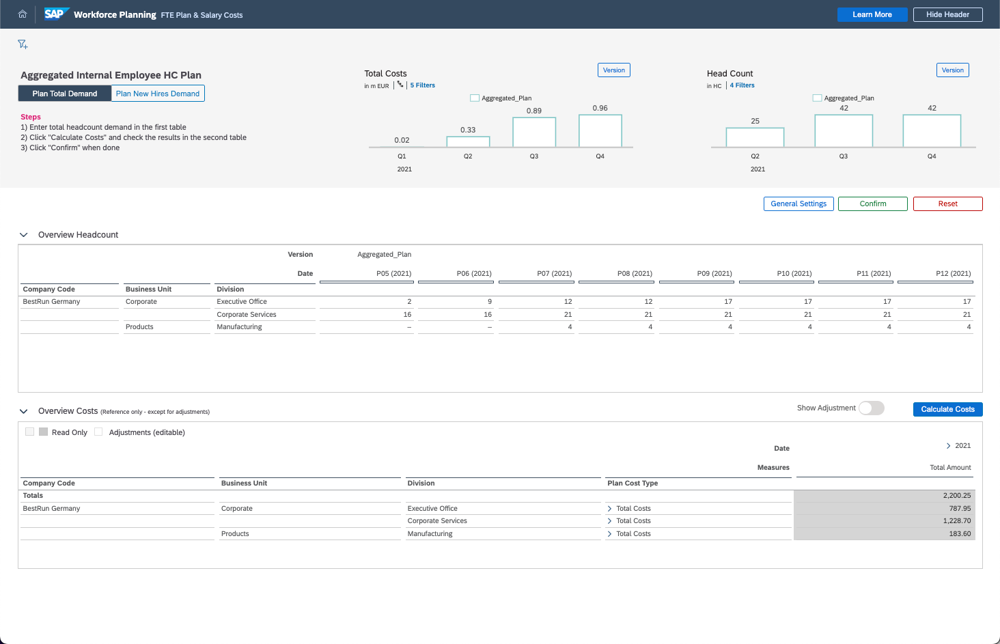 SAP Workforce Planning FTE Plan & Salary Costs Learn More Hide Header
Aggregated Internal Employee HC Plan
Plan Total Demand Plan New Hires Demand
Steps
1) Enter total headcount demand in the first table
2) Click "Calculate Costs" and check the results in the second table
3) Click "Confirm" when done
Total Costs Version
in m EUR 5 Filters
Aggregated_Plan
0.02 0.33 0.89 0.96
Q1 Q2 Q3 Q4
2021
Head Count Version
in HC 4 Filters
Aggregated_Plan
25 42 42
Q2 Q3 Q4
2021
General Settings Confirm Reset
Overview Headcount
Version Aggregated_Plan
Date P05 (2021) P06 (2021) P07 (2021) P08 (2021) P09 (2021) P10 (2021) P11 (2021) P12 (2021)
Company Code Business Unit Division
BestRun Germany Corporate Executive Office 2 9 12 12 17 17 17 17
Corporate Services 16 16 21 21 21 21 21 21
Products Manufacturing – – 4 4 4 4 4 4
Overview Costs (Reference only - except for adjustments) Show Adjustment Calculate Costs
Read Only Adjustments (editable)
Date 2021
Measures Total Amount
Company Code Business Unit Division Plan Cost Type
Totals 2,200.25
BestRun Germany Corporate Executive Office Total Costs 787.95
Corporate Services Total Costs 1,228.70
Products Manufacturing Total Costs 183.60